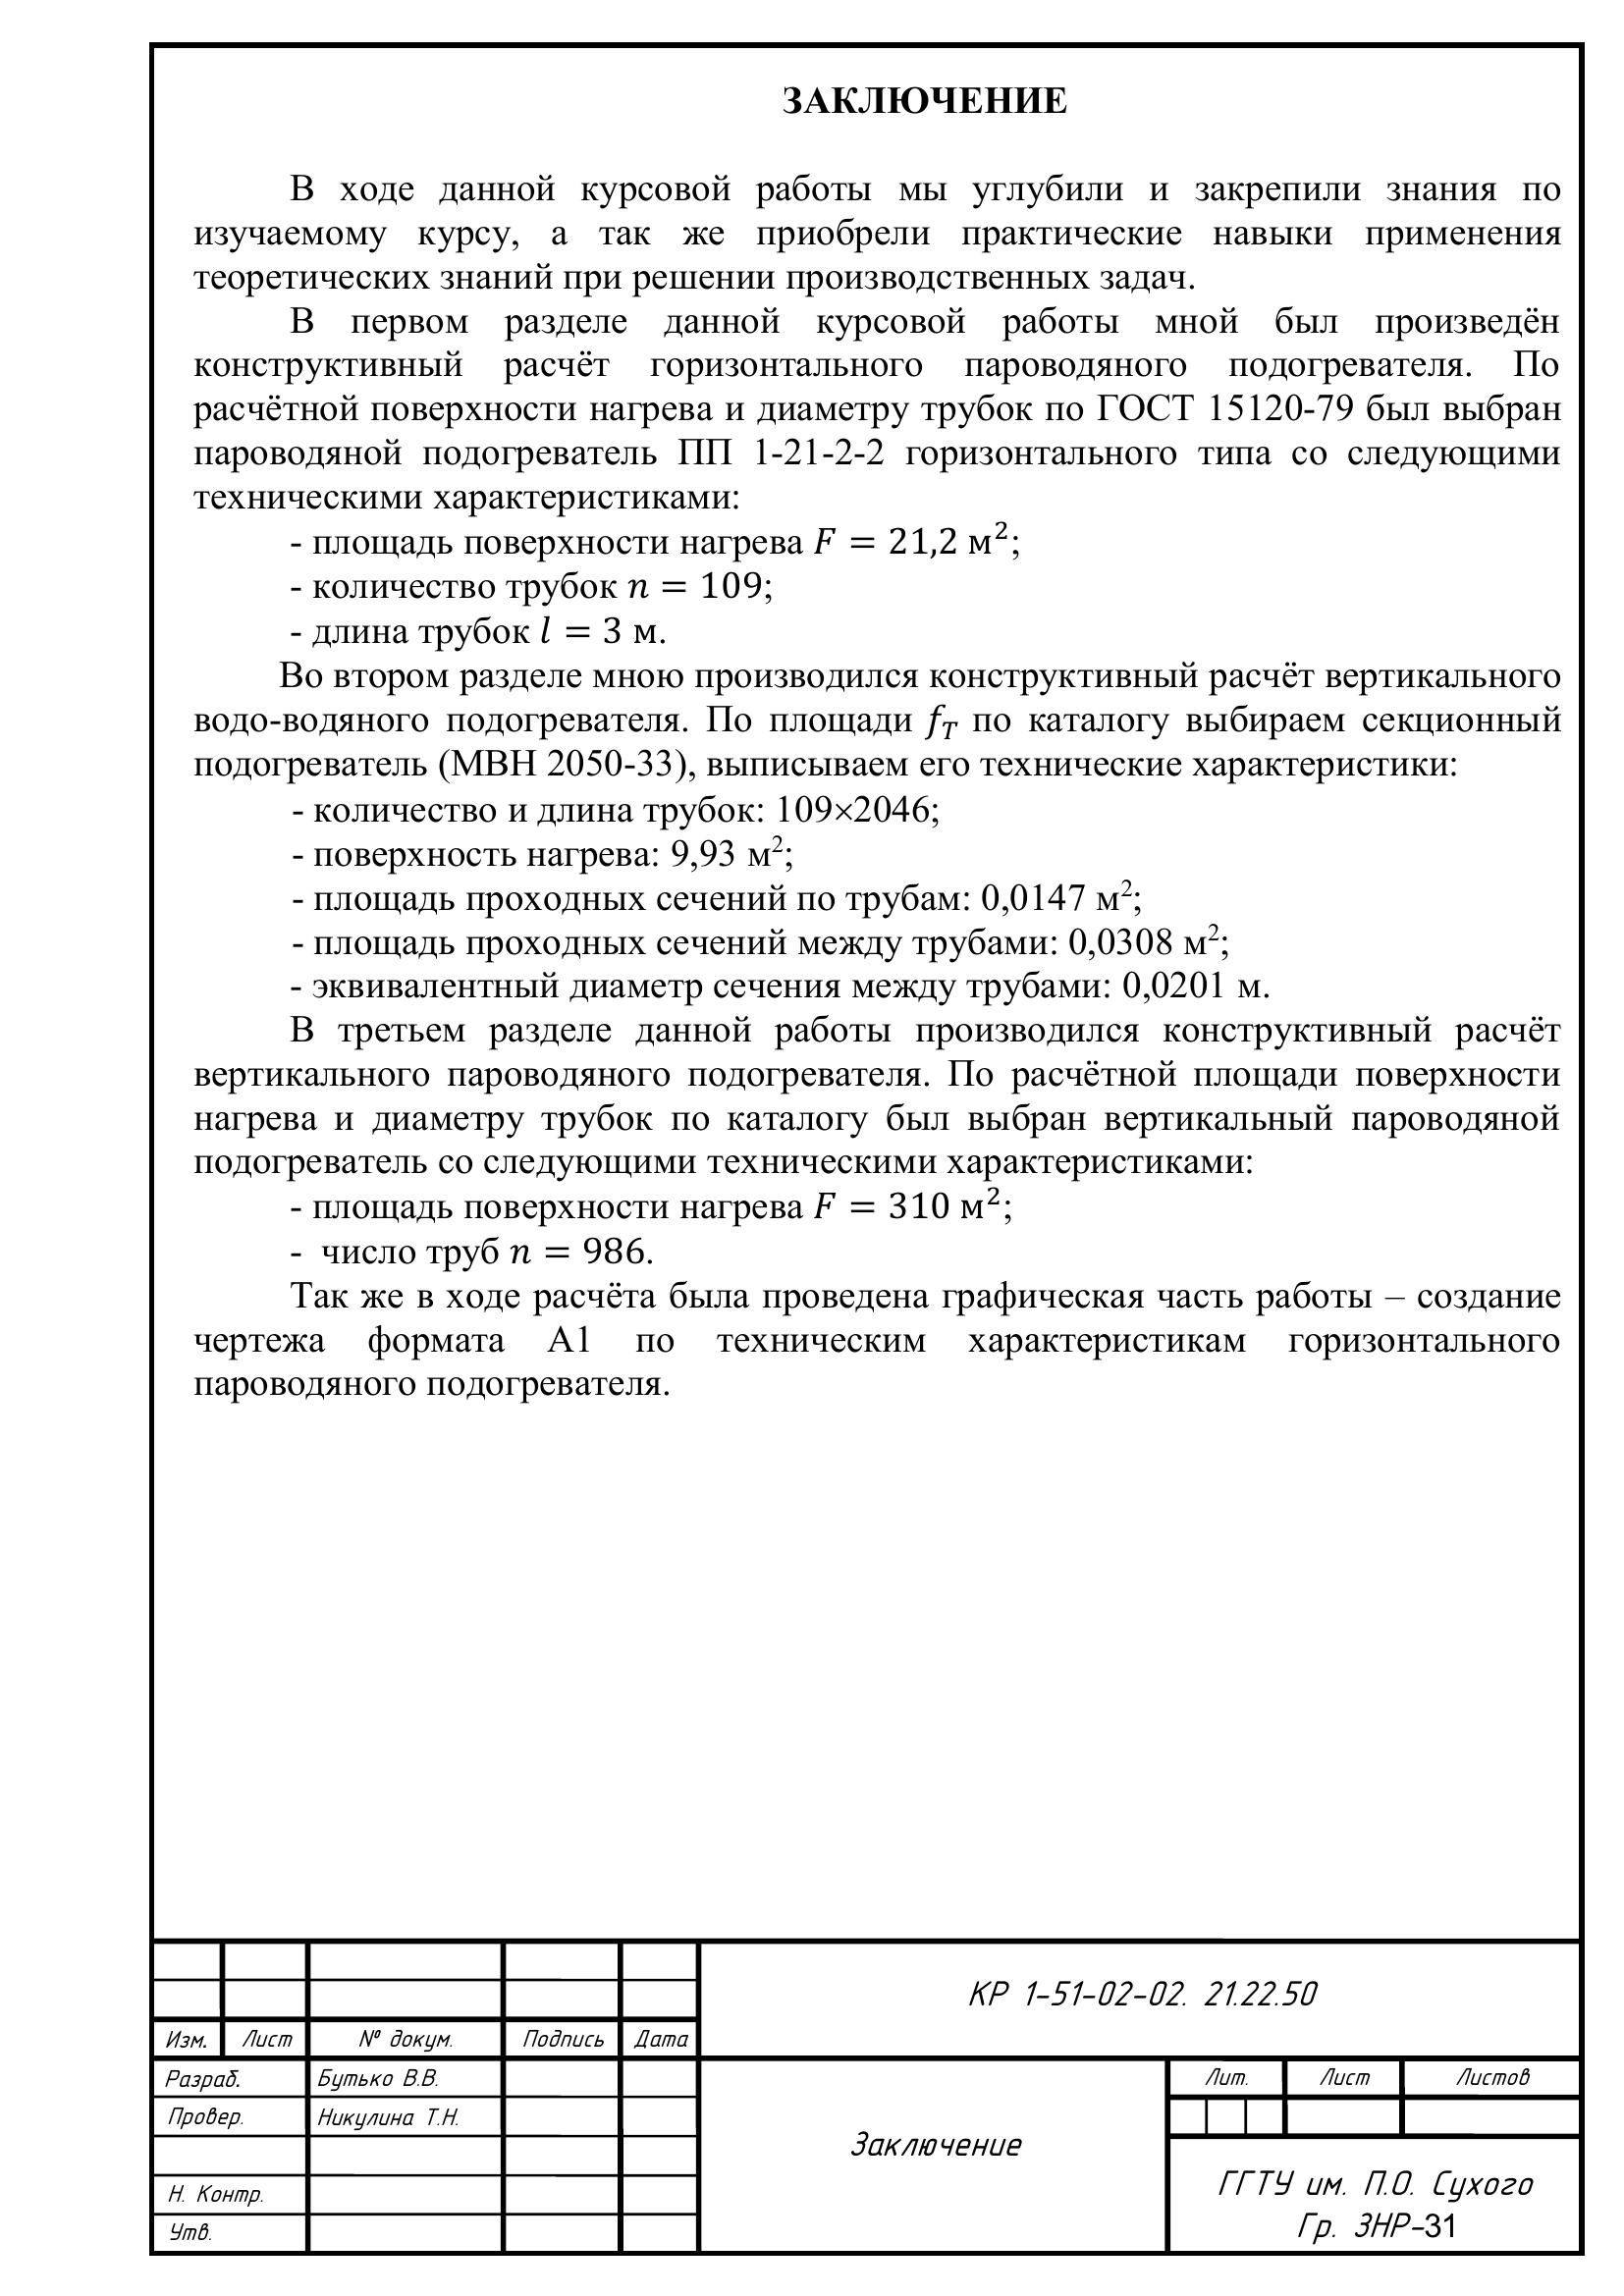 ЗАКЛЮЧЕНИЕ
В ходе данной курсовой работы мы углубили и закрепили знания по
изучаемому курсу, а так же приобрели практические навыки применения
теоретических знаний при решении производственных задач.
В первом разделе данной курсовой работы мной был произведён
конструктивный расчёт горизонтального пароводяного подогревателя. По
расчётной поверхности нагрева и диаметру трубок по ГОСТ 15120-79 был выбран
пароводяной подогреватель ПП 1-21-2-2 горизонтального типа со следующими
техническими характеристиками:
- площадь поверхности нагрева F = 21,2 м²;
- количество трубок n = 109;
- длина трубок l = 3 м.
Во втором разделе мною производился конструктивный расчёт вертикального
водо-водяного подогревателя. По площади f_T по каталогу выбираем секционный
подогреватель (МВН 2050-33), выписываем его технические характеристики:
- количество и длина трубок: 109×2046;
- поверхность нагрева: 9,93 м²;
- площадь проходных сечений по трубам: 0,0147 м²;
- площадь проходных сечений между трубами: 0,0308 м²;
- эквивалентный диаметр сечения между трубами: 0,0201 м.
В третьем разделе данной работы производился конструктивный расчёт
вертикального пароводяного подогревателя. По расчётной площади поверхности
нагрева и диаметру трубок по каталогу был выбран вертикальный пароводяной
подогреватель со следующими техническими характеристиками:
- площадь поверхности нагрева F = 310 м²;
- число труб n = 986.
Так же в ходе расчёта была проведена графическая часть работы – создание
чертежа формата А1 по техническим характеристикам горизонтального
пароводяного подогревателя.
КР 1-51-02-02. 21.22.50
Изм. Лист № докум. Подпись Дата
Разраб. Бутько В.В.
Провер. Никулина Т.Н.
Н. Контр.
Утв.
Заключение
Лит. Лист Листов
ГГТУ им. П.О. Сухого
Гр. ЗНР-31